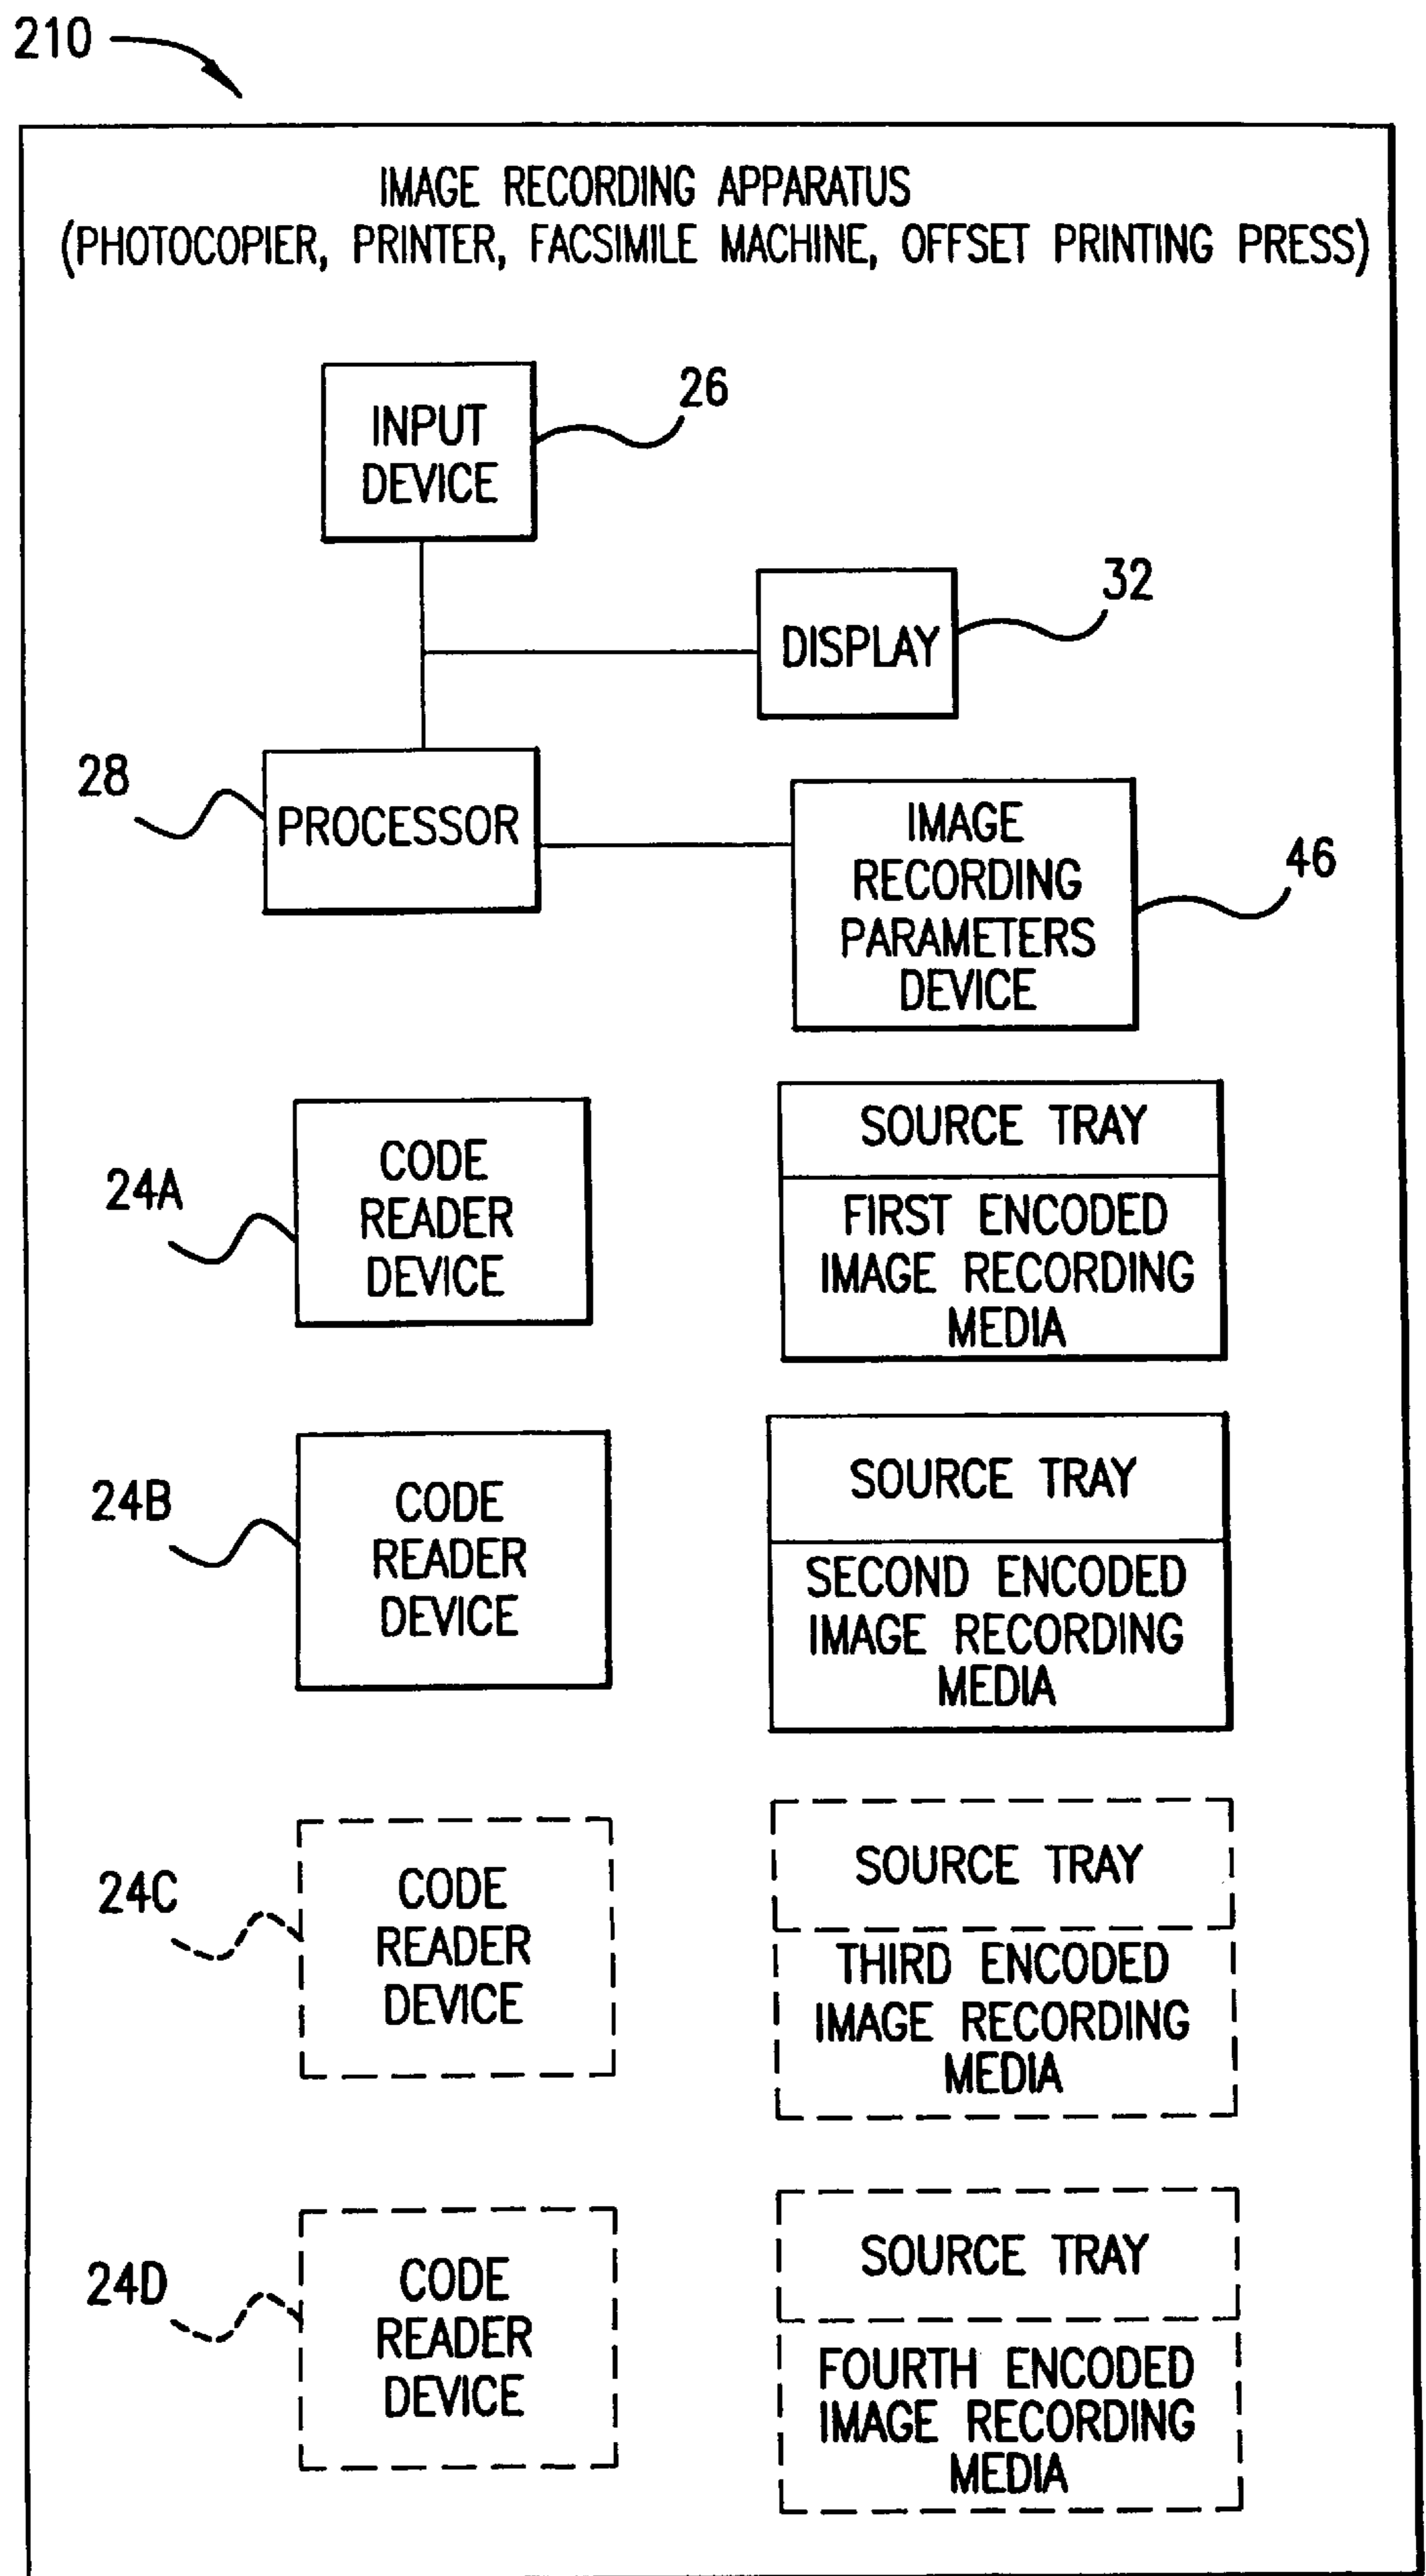 210
IMAGE RECORDING APPARATUS
(PHOTOCOPIER, PRINTER, FACSIMILE MACHINE, OFFSET PRINTING PRESS)
INPUT
DEVICE
26
DISPLAY
32
28
PROCESSOR
IMAGE
RECORDING
PARAMETERS
DEVICE
46
24A
CODE
READER
DEVICE
SOURCE TRAY
FIRST ENCODED
IMAGE RECORDING
MEDIA
24B
CODE
READER
DEVICE
SOURCE TRAY
SECOND ENCODED
IMAGE RECORDING
MEDIA
24C
CODE
READER
DEVICE
SOURCE TRAY
THIRD ENCODED
IMAGE RECORDING
MEDIA
24D
CODE
READER
DEVICE
SOURCE TRAY
FOURTH ENCODED
IMAGE RECORDING
MEDIA